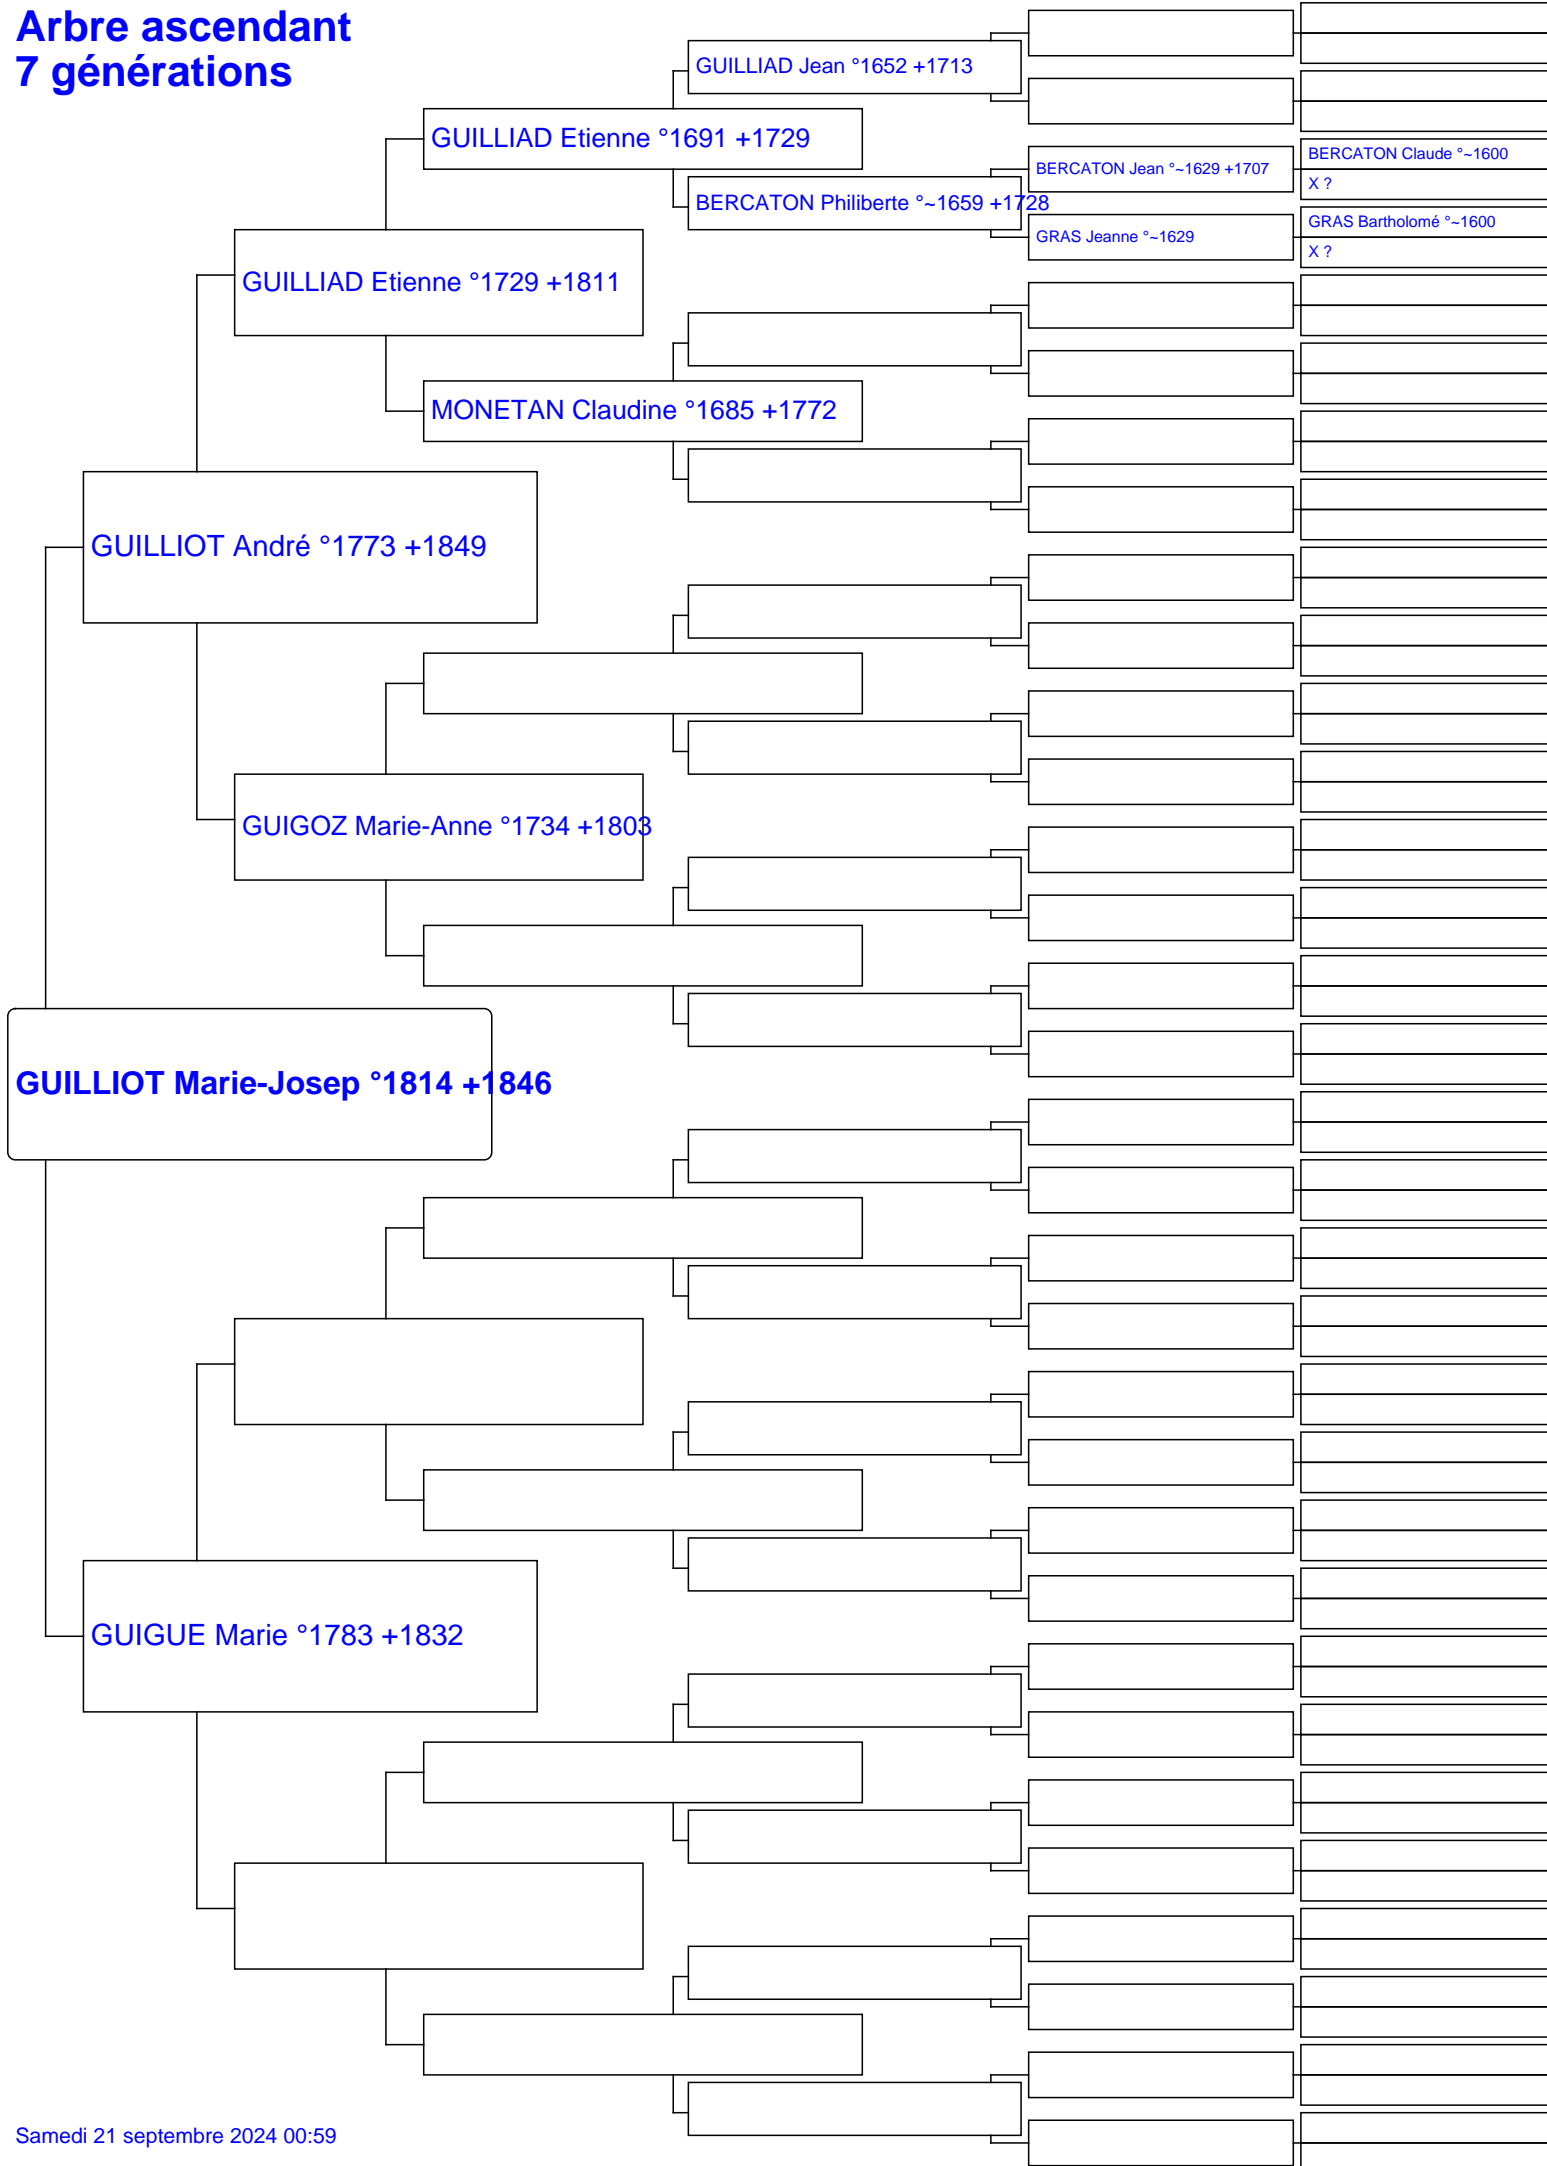 Arbre ascendant
7 générations
GUILLIAD Jean °1652 +1713
GUILLIAD Etienne °1691 +1729
BERCATON Claude °~1600
BERCATON Jean °~1629 +1707
X ?
BERCATON Philiberte °~1659 +1728
GRAS Bartholomé °~1600
GRAS Jeanne °~1629
X ?
GUILLIAD Etienne °1729 +1811
MONETAN Claudine °1685 +1772
GUILLIOT André °1773 +1849
GUIGOZ Marie-Anne °1734 +1803
GUILLIOT Marie-Josep °1814 +1846
GUIGUE Marie °1783 +1832
Samedi 21 septembre 2024 00:59